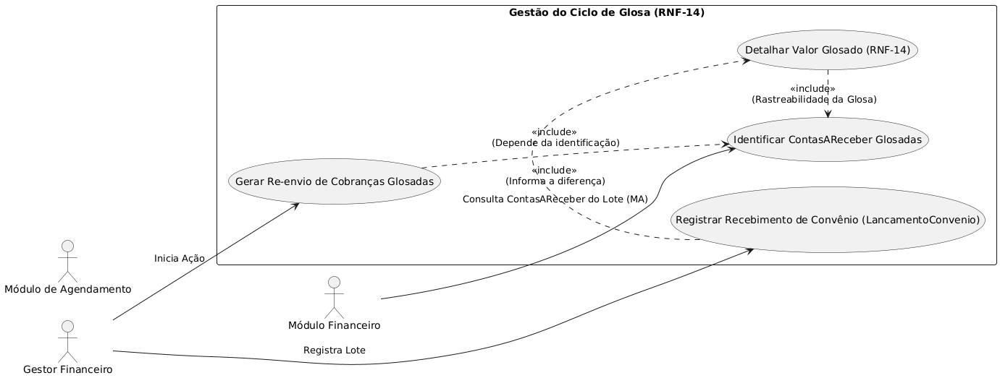 Gestão do Ciclo de Glosa (RNF-14)
Detalhar Valor Glosado (RNF-14)
«include»
(Rastreabilidade da Glosa)
«include»
(Depende da identificação)
Identificar ContasAReceber Glosadas
«include»
(Informa a diferença)
Gerar Re-envio de Cobranças Glosadas
Consulta ContasAReceber do Lote (MA)
Registrar Recebimento de Convênio (LancamentoConvenio)
Inicia Ação
Módulo de Agendamento
Módulo Financeiro
Registra Lote
Gestor Financeiro